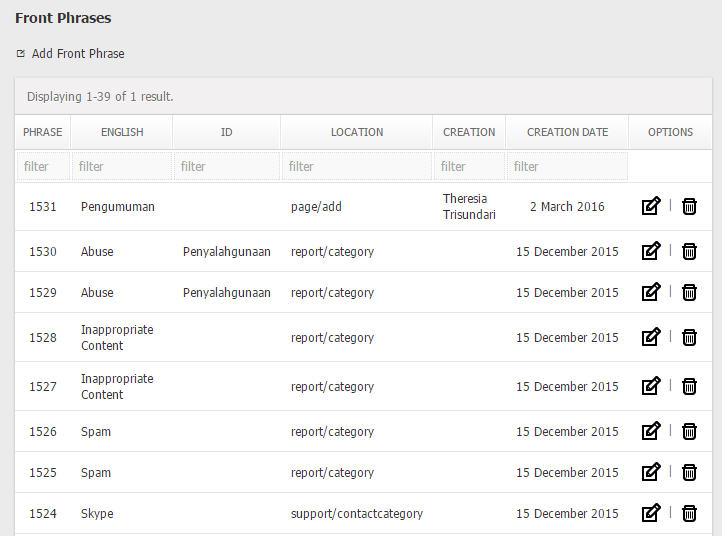 Front Phrases
Add Front Phrase
Displaying 1-39 of 1 result.
PHRASE ENGLISH ID LOCATION CREATION CREATION DATE OPTIONS
filter filter filter filter filter filter
1531 Pengumuman page/add Theresia Trisundari 2 March 2016 |
1530 Abuse Penyalahgunaan report/category 15 December 2015 |
1529 Abuse Penyalahgunaan report/category 15 December 2015 |
1528 Inappropriate Content report/category 15 December 2015 |
1527 Inappropriate Content report/category 15 December 2015 |
1526 Spam report/category 15 December 2015 |
1525 Spam report/category 15 December 2015 |
1524 Skype support/contactcategory 15 December 2015 |